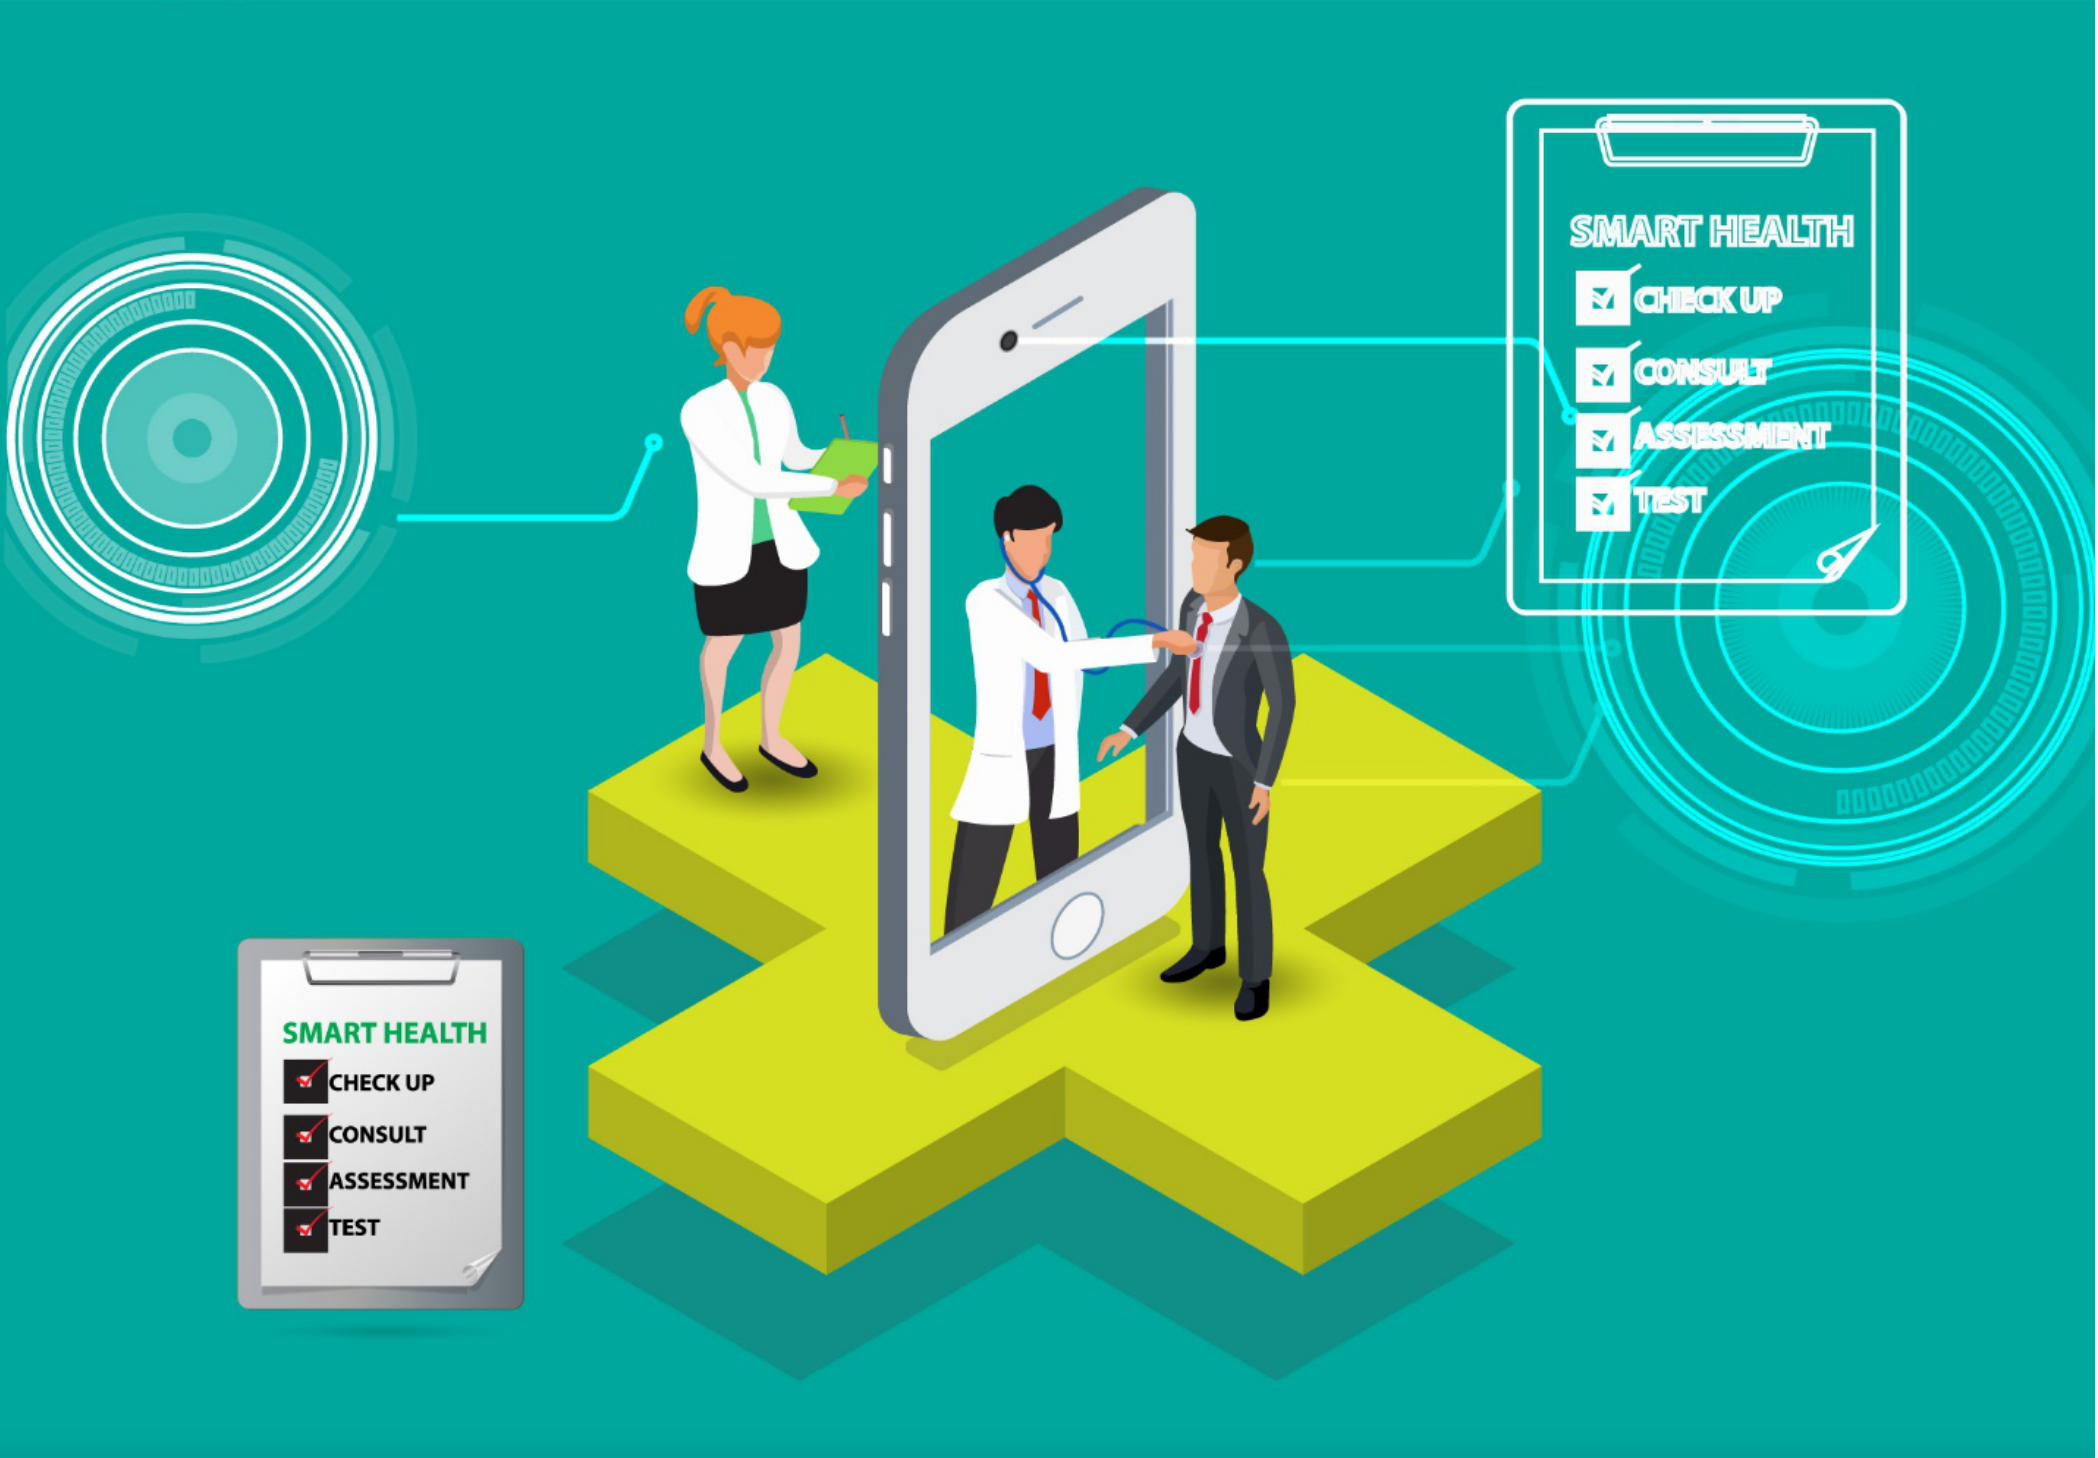 SMART HEALTH
CHECK UP
CONSULT
ASSESSMENT
TEST
SMART HEALTH
CHECK UP
CONSULT
ASSESSMENT
TEST